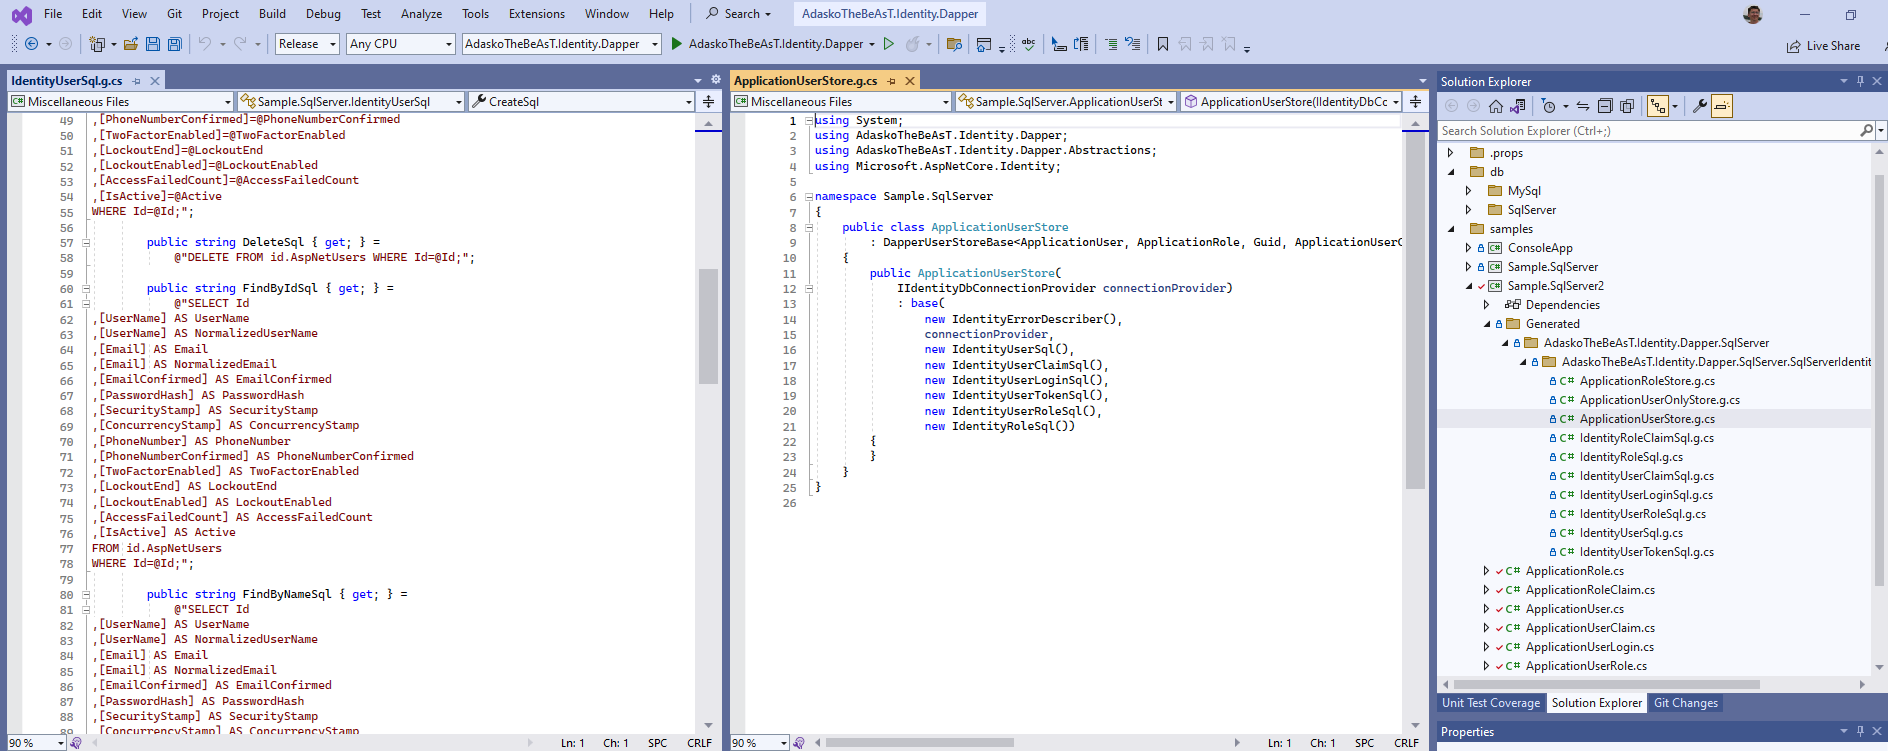 File Edit View Git Project Build Debug Test Analyze Tools Extensions Window Help Search AdaskoTheBeAsT.Identity.Dapper
Release Any CPU AdaskoTheBeAsT.Identity.Dapper AdaskoTheBeAsT.Identity.Dapper Live Share
IdentityUserSql.g.cs
Miscellaneous Files Sample.SqlServer.IdentityUserSql CreateSql
49 ,[PhoneNumberConfirmed]=@PhoneNumberConfirmed
50 ,[TwoFactorEnabled]=@TwoFactorEnabled
51 ,[LockoutEnd]=@LockoutEnd
52 ,[LockoutEnabled]=@LockoutEnabled
53 ,[AccessFailedCount]=@AccessFailedCount
54 ,[IsActive]=@Active
55 WHERE Id=@Id;";
56
57 public string DeleteSql { get; } =
58 @"DELETE FROM id.AspNetUsers WHERE Id=@Id;";
59
60 public string FindByIdSql { get; } =
61 @"SELECT Id
62 ,[UserName] AS UserName
63 ,[UserName] AS NormalizedUserName
64 ,[Email] AS Email
65 ,[Email] AS NormalizedEmail
66 ,[EmailConfirmed] AS EmailConfirmed
67 ,[PasswordHash] AS PasswordHash
68 ,[SecurityStamp] AS SecurityStamp
69 ,[ConcurrencyStamp] AS ConcurrencyStamp
70 ,[PhoneNumber] AS PhoneNumber
71 ,[PhoneNumberConfirmed] AS PhoneNumberConfirmed
72 ,[TwoFactorEnabled] AS TwoFactorEnabled
73 ,[LockoutEnd] AS LockoutEnd
74 ,[LockoutEnabled] AS LockoutEnabled
75 ,[AccessFailedCount] AS AccessFailedCount
76 ,[IsActive] AS Active
77 FROM id.AspNetUsers
78 WHERE Id=@Id;";
79
80 public string FindByNameSql { get; } =
81 @"SELECT Id
82 ,[UserName] AS UserName
83 ,[UserName] AS NormalizedUserName
84 ,[Email] AS Email
85 ,[Email] AS NormalizedEmail
86 ,[EmailConfirmed] AS EmailConfirmed
87 ,[PasswordHash] AS PasswordHash
88 ,[SecurityStamp] AS SecurityStamp
,[ConcurrencyStamp] AS ConcurrencyStamp
90 % Ln: 1 Ch: 1 SPC CRLF
ApplicationUserStore.g.cs
Miscellaneous Files Sample.SqlServer.ApplicationUserSt ApplicationUserStore(IIdentityDbCc
1 using System;
2 using AdaskoTheBeAsT.Identity.Dapper;
3 using AdaskoTheBeAsT.Identity.Dapper.Abstractions;
4 using Microsoft.AspNetCore.Identity;
5
6 namespace Sample.SqlServer
7 {
8 public class ApplicationUserStore
9 : DapperUserStoreBase<ApplicationUser, ApplicationRole, Guid, ApplicationUserC
10 {
11 public ApplicationUserStore(
12 IIdentityDbConnectionProvider connectionProvider)
13 : base(
14 new IdentityErrorDescriber(),
15 connectionProvider,
16 new IdentityUserSql(),
17 new IdentityUserClaimSql(),
18 new IdentityUserLoginSql(),
19 new IdentityUserTokenSql(),
20 new IdentityUserRoleSql(),
21 new IdentityRoleSql())
22 {
23 }
24 }
25 }
26
90 % Ln: 1 Ch: 1 SPC CRLF
Solution Explorer
Search Solution Explorer (Ctrl+;)
.props
db
MySql
SqlServer
samples
C# ConsoleApp
C# Sample.SqlServer
C# Sample.SqlServer2
Dependencies
Generated
AdaskoTheBeAsT.Identity.Dapper.SqlServer
AdaskoTheBeAsT.Identity.Dapper.SqlServer.SqlServerIdentit
C# ApplicationRoleStore.g.cs
C# ApplicationUserOnlyStore.g.cs
C# ApplicationUserStore.g.cs
C# IdentityRoleClaimSql.g.cs
C# IdentityRoleSql.g.cs
C# IdentityUserClaimSql.g.cs
C# IdentityUserLoginSql.g.cs
C# IdentityUserRoleSql.g.cs
C# IdentityUserSql.g.cs
C# IdentityUserTokenSql.g.cs
C# ApplicationRole.cs
C# ApplicationRoleClaim.cs
C# ApplicationUser.cs
C# ApplicationUserClaim.cs
C# ApplicationUserLogin.cs
C# ApplicationUserRole.cs
Unit Test Coverage Solution Explorer Git Changes
Properties